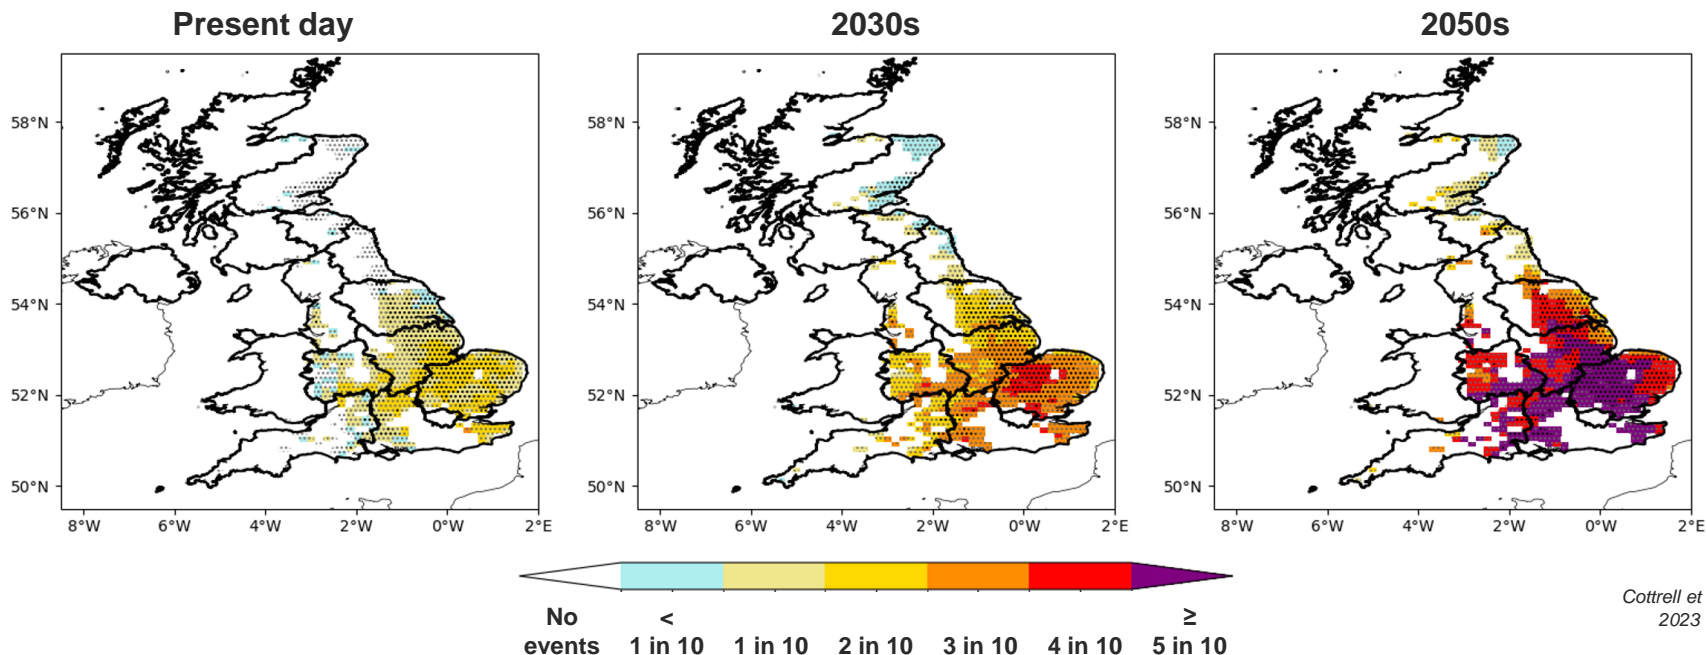 Present day
2030s
2050s
58°N
56°N
54°N
52°N
50°N
8°W 6°W 4°W 2°W 0°W 2°E
58°N
56°N
54°N
52°N
50°N
8°W 6°W 4°W 2°W 0°W 2°E
58°N
56°N
54°N
52°N
50°N
8°W 6°W 4°W 2°W 0°W 2°E
No
events
<
1 in 10
1 in 10
2 in 10
3 in 10
4 in 10
≥
5 in 10
Cottrell et
2023